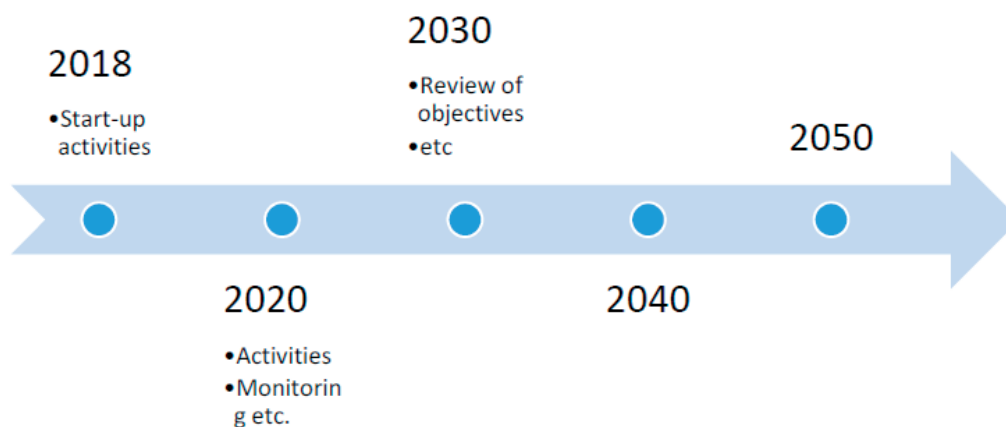 2018
•Start-up
activities
2020
•Activities
•Monitorin
g etc.
2030
•Review of
objectives
•etc
2040
2050